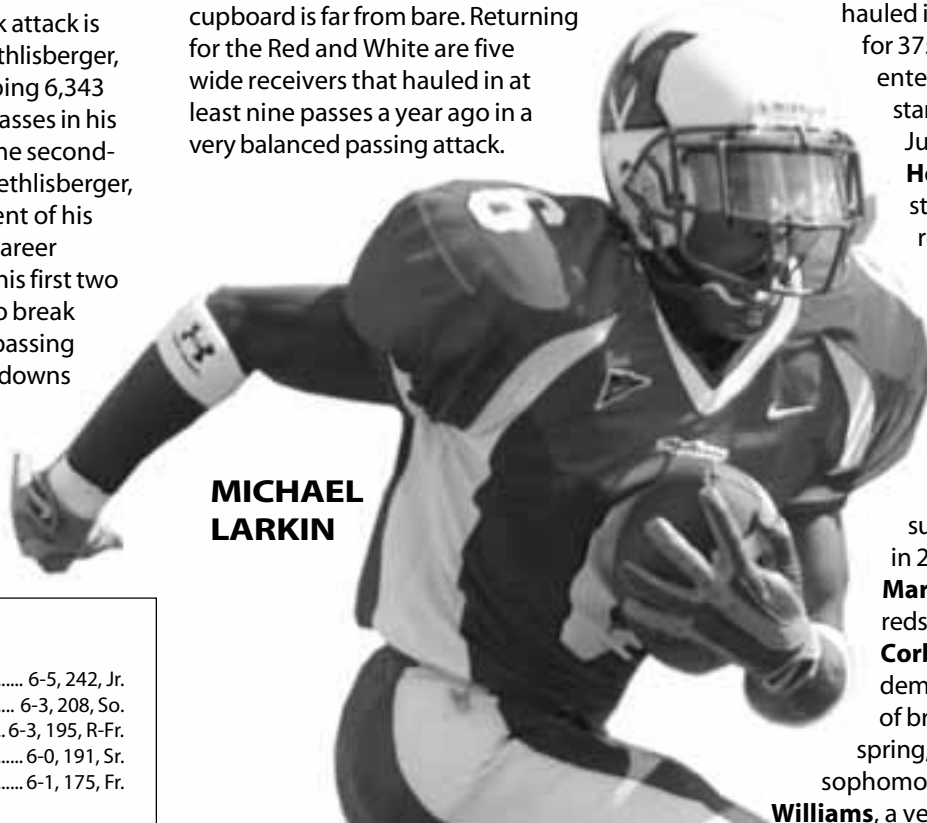 k attack is
thlisberger,
ping 6,343
asses in his
he second-
ethlisberger,
ent of his
areer
his first two
o break
passing
downs
...... 6-5, 242, Jr.
.... 6-3, 208, So.
.. 6-3, 195, R-Fr.
...... 6-0, 191, Sr.
...... 6-1, 175, Fr.
cupboard is far from bare. Returning
for the Red and White are five
wide receivers that hauled in at
least nine passes a year ago in a
very balanced passing attack.
MICHAEL
LARKIN
6
hauled i
for 37
ente
star
Ju
He
st
r
su
in 2
Mar
reds
Cor
dem
of br
spring,
sophomo
Williams, a ve